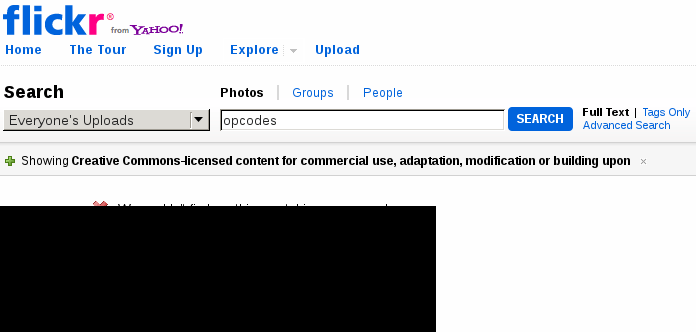 flickr® from YAHOO!
Home The Tour Sign Up Explore Upload
Search Photos Groups People
Everyone's Uploads opcodes SEARCH Full Text | Tags Only
Advanced Search
Showing Creative Commons-licensed content for commercial use, adaptation, modification or building upon ×